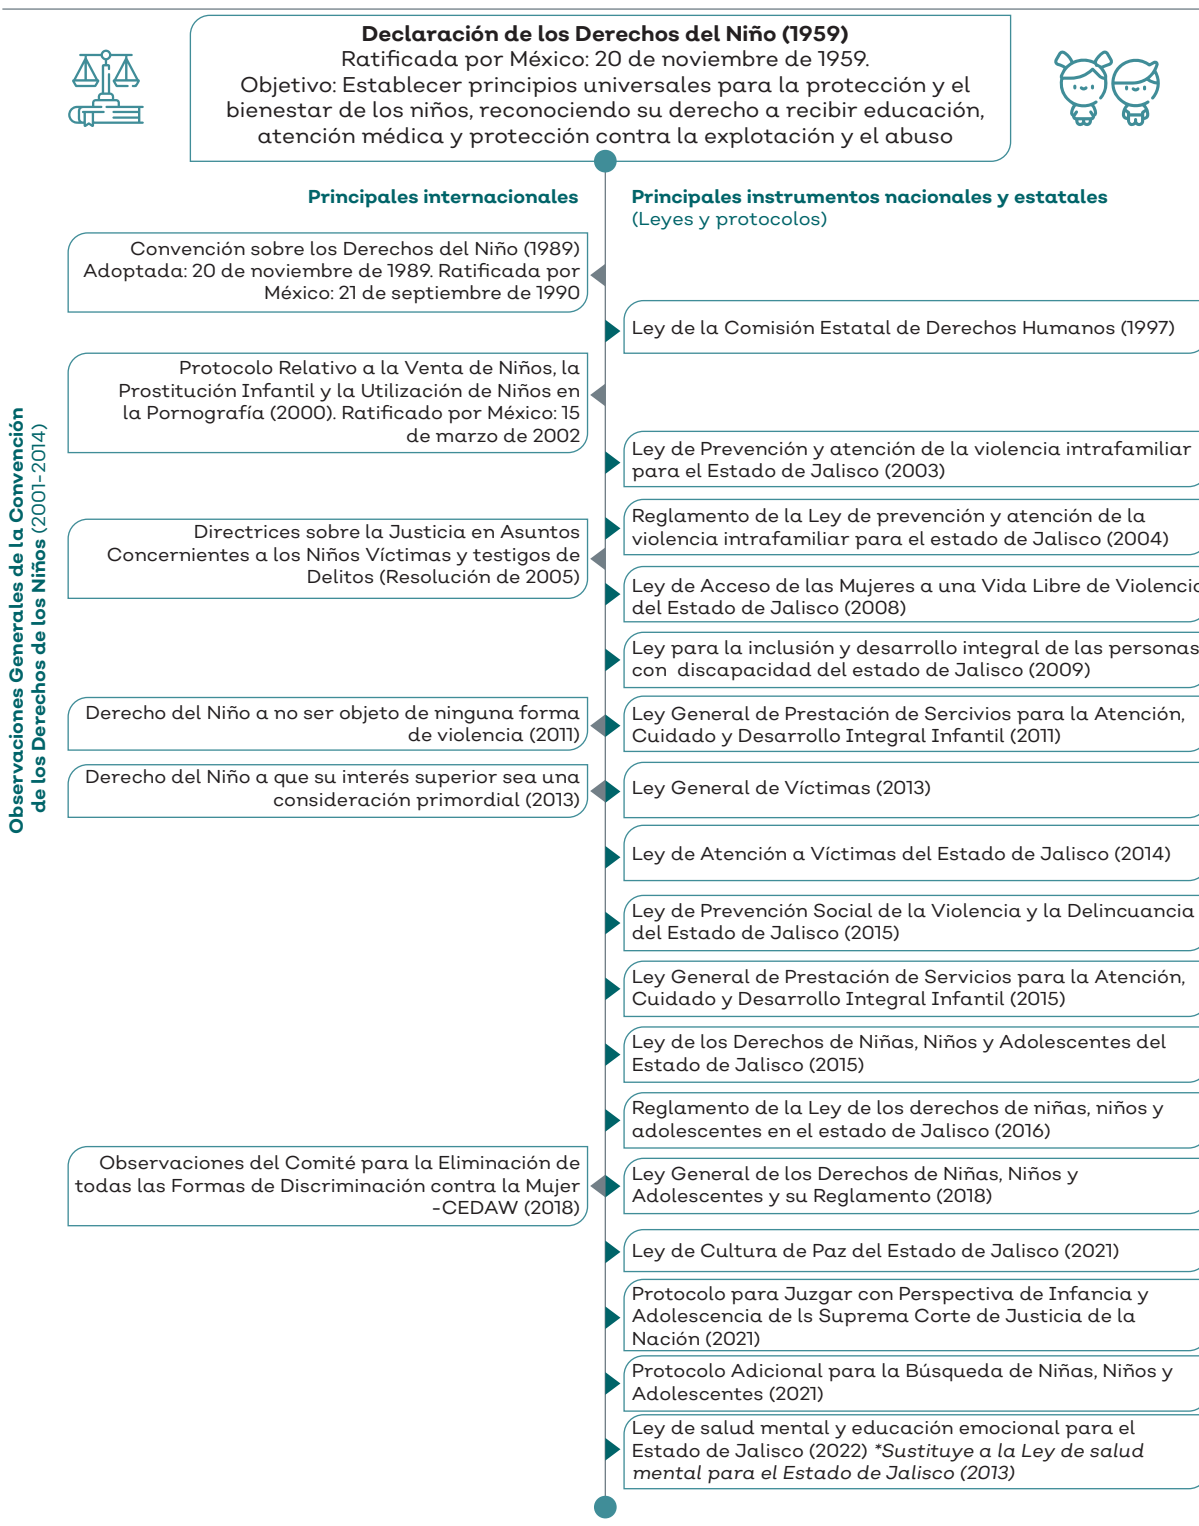 Declaración de los Derechos del Niño (1959)
Ratificada por México: 20 de noviembre de 1959.
Objetivo: Establecer principios universales para la protección y el
bienestar de los niños, reconociendo su derecho a recibir educación,
atención médica y protección contra la explotación y el abuso
Observaciones Generales de la Convención
de los Derechos de los Niños (2001-2014)
Principales internacionales
Convención sobre los Derechos del Niño (1989)
Adoptada: 20 de noviembre de 1989. Ratificada por
México: 21 de septiembre de 1990
Protocolo Relativo a la Venta de Niños, la
Prostitución Infantil y la Utilización de Niños en
la Pornografía (2000). Ratificado por México: 15
de marzo de 2002
Directrices sobre la Justicia en Asuntos
Concernientes a los Niños Víctimas y testigos de
Delitos (Resolución de 2005)
Derecho del Niño a no ser objeto de ninguna forma
de violencia (2011)
Derecho del Niño a que su interés superior sea una
consideración primordial (2013)
Observaciones del Comité para la Eliminación de
todas las Formas de Discriminación contra la Mujer
-CEDAW (2018)
Principales instrumentos nacionales y estatales
(Leyes y protocolos)
Ley de la Comisión Estatal de Derechos Humanos (1997)
Ley de Prevención y atención de la violencia intrafamiliar
para el Estado de Jalisco (2003)
Reglamento de la Ley de prevención y atención de la
violencia intrafamiliar para el estado de Jalisco (2004)
Ley de Acceso de las Mujeres a una Vida Libre de Violencia
del Estado de Jalisco (2008)
Ley para la inclusión y desarrollo integral de las personas
con discapacidad del estado de Jalisco (2009)
Ley General de Prestación de Sercivios para la Atención,
Cuidado y Desarrollo Integral Infantil (2011)
Ley General de Víctimas (2013)
Ley de Atención a Víctimas del Estado de Jalisco (2014)
Ley de Prevención Social de la Violencia y la Delincuancia
del Estado de Jalisco (2015)
Ley General de Prestación de Servicios para la Atención,
Cuidado y Desarrollo Integral Infantil (2015)
Ley de los Derechos de Niñas, Niños y Adolescentes del
Estado de Jalisco (2015)
Reglamento de la Ley de los derechos de niñas, niños y
adolescentes en el estado de Jalisco (2016)
Ley General de los Derechos de Niñas, Niños y
Adolescentes y su Reglamento (2018)
Ley de Cultura de Paz del Estado de Jalisco (2021)
Protocolo para Juzgar con Perspectiva de Infancia y
Adolescencia de ls Suprema Corte de Justicia de la
Nación (2021)
Protocolo Adicional para la Búsqueda de Niñas, Niños y
Adolescentes (2021)
Ley de salud mental y educación emocional para el
Estado de Jalisco (2022) *Sustituye a la Ley de salud
mental para el Estado de Jalisco (2013)